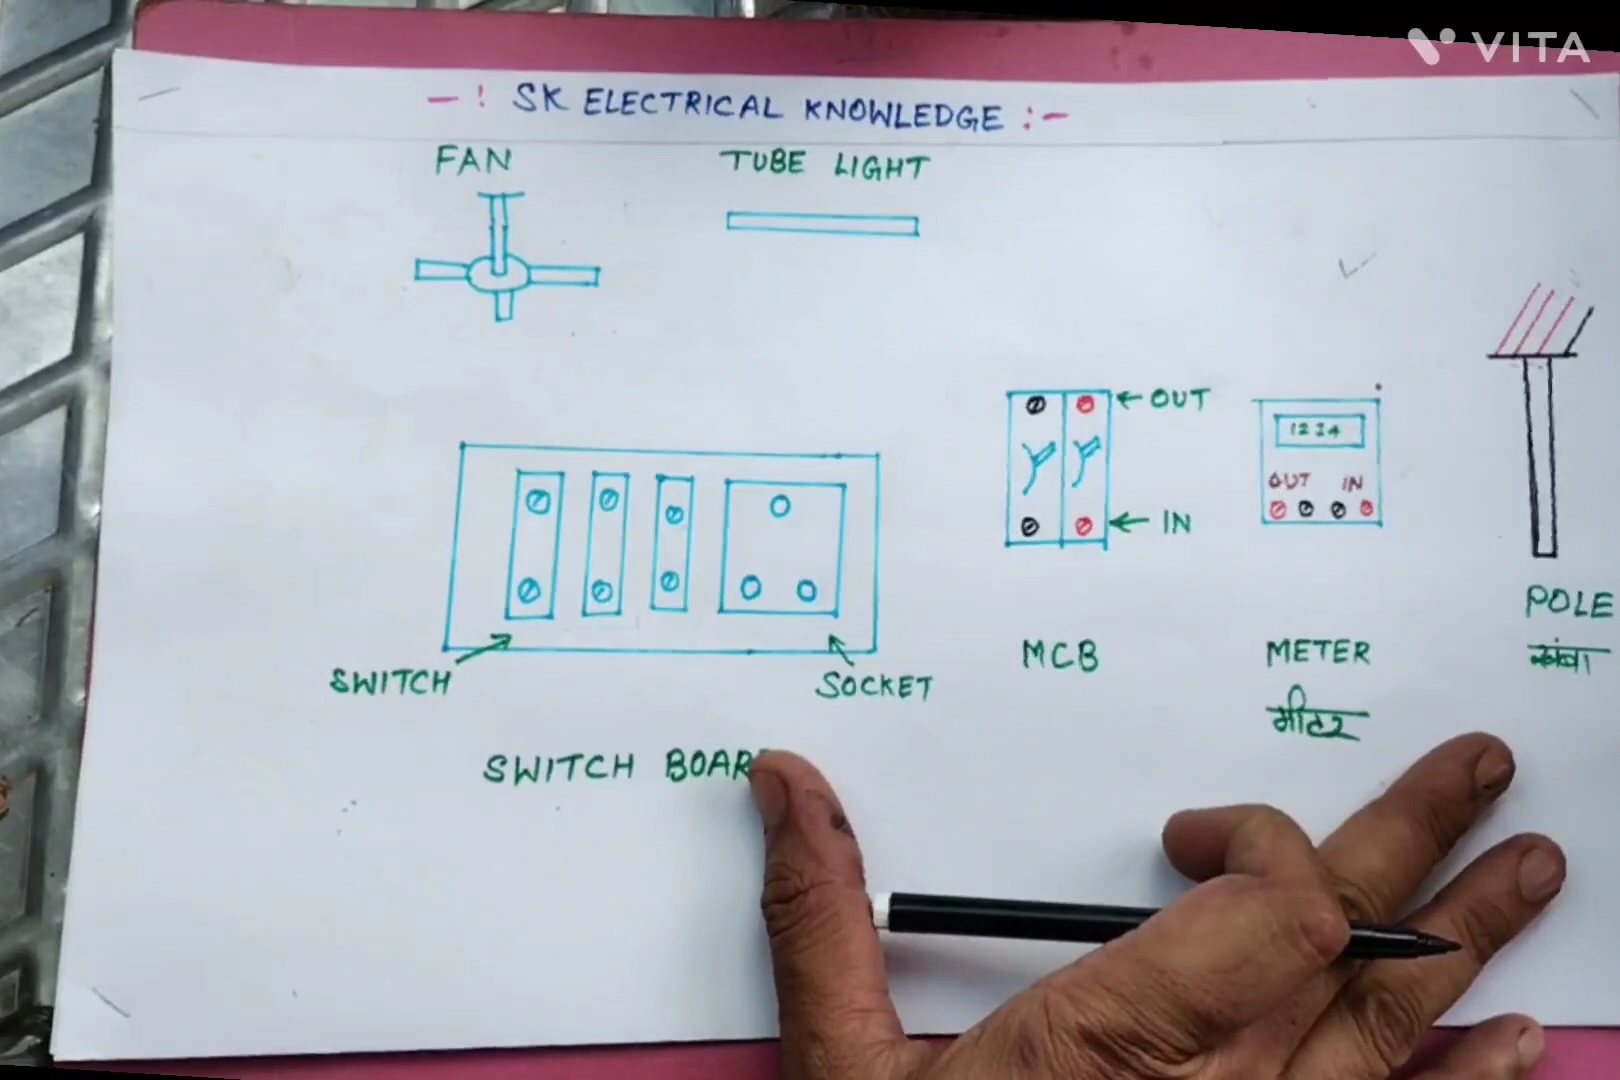 VITA
- ! SK ELECTRICAL KNOWLEDGE :-
FAN
TUBE LIGHT
OUT
IN
1234
OUT IN
SWITCH
SOCKET
SWITCH BOAR
MCB
METER
मीटर
POLE
खंबा